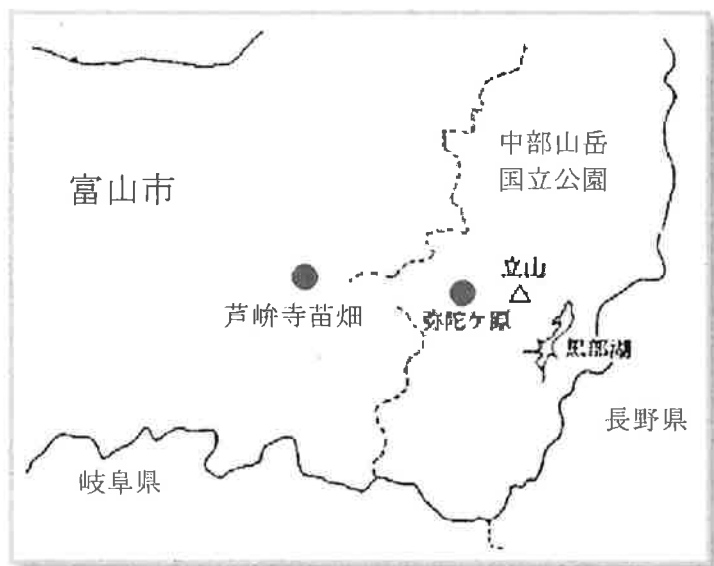 中部山岳
国立公園
富山市
立山
芦峅寺苗畑
弥陀ケ原
黒部湖
長野県
岐阜県